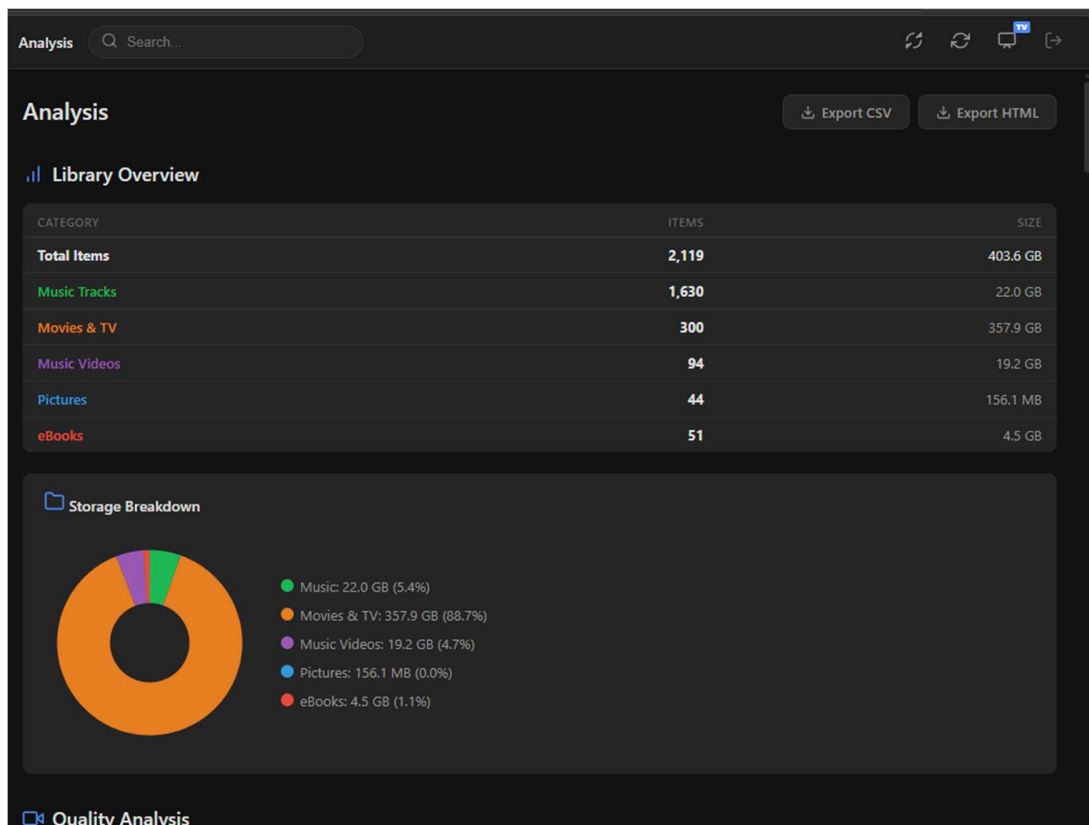 Analysis Search... TV
Analysis Export CSV Export HTML
Library Overview
CATEGORY ITEMS SIZE
Total Items 2,119 403.6 GB
Music Tracks 1,630 22.0 GB
Movies & TV 300 357.9 GB
Music Videos 94 19.2 GB
Pictures 44 156.1 MB
eBooks 51 4.5 GB
Storage Breakdown
Music: 22.0 GB (5.4%)
Movies & TV: 357.9 GB (88.7%)
Music Videos: 19.2 GB (4.7%)
Pictures: 156.1 MB (0.0%)
eBooks: 4.5 GB (1.1%)
Quality Analysis